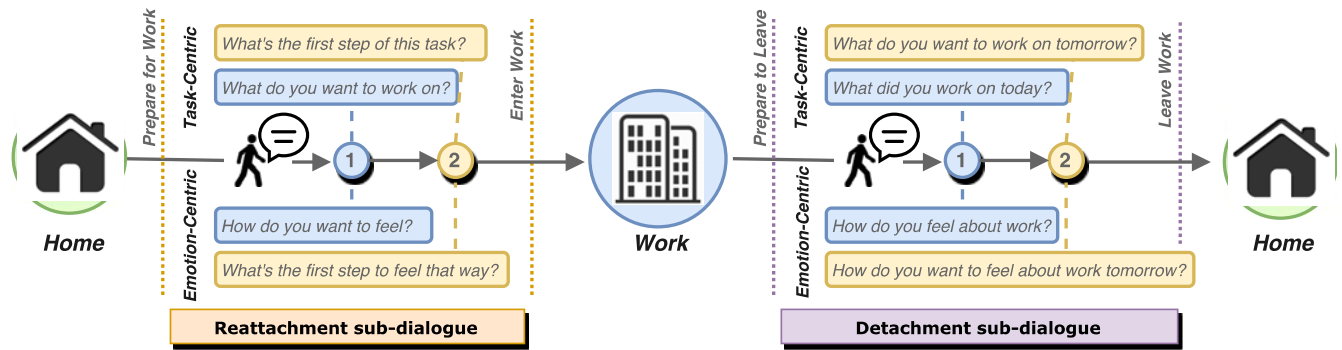 Home
Prepare for Work
Task-Centric
What's the first step of this task?
What do you want to work on?
1
2
Emotion-Centric
How do you want to feel?
What's the first step to feel that way?
Enter Work
Reattachment sub-dialogue
Work
Prepare to Leave
Task-Centric
What do you want to work on tomorrow?
What did you work on today?
1
2
Emotion-Centric
How do you feel about work?
How do you want to feel about work tomorrow?
Leave Work
Detachment sub-dialogue
Home